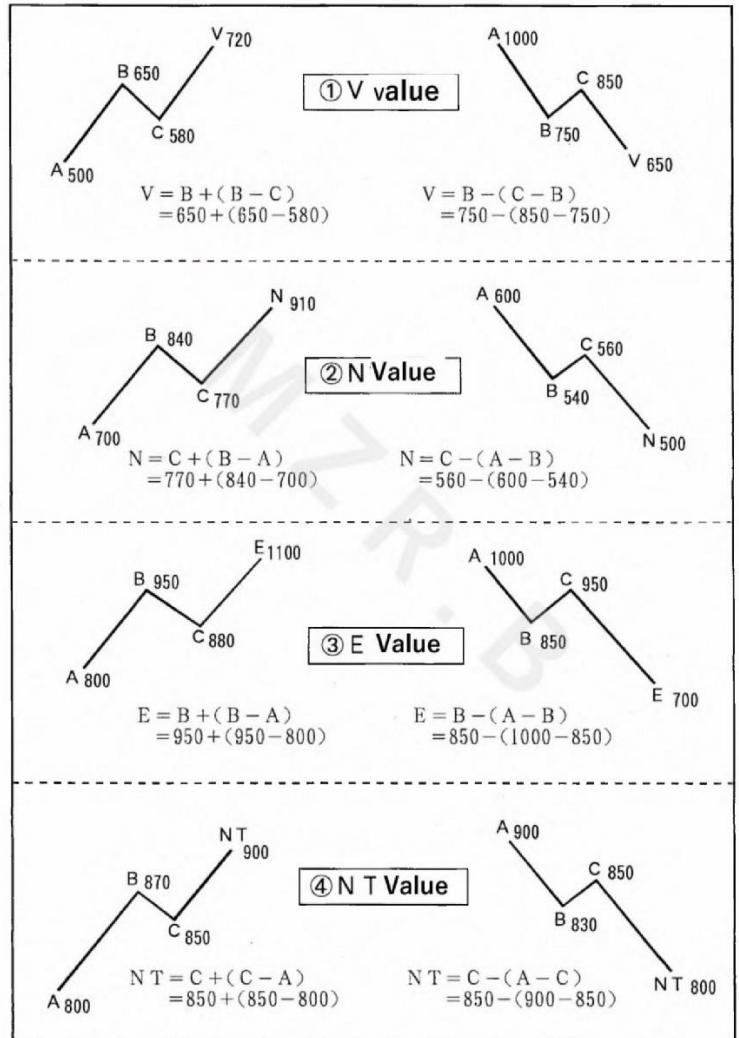 V 720
B 650
C 580
A 500
① V value
A 1000
C 850
B 750
V 650
V = B + ( B − C )
= 650 + (650 − 580)
V = B − ( C − B )
= 750 − (850 − 750)
N 910
B 840
C 770
A 700
② N Value
A 600
C 560
B 540
N 500
N = C + ( B − A )
= 770 + (840 − 700)
N = C − ( A − B )
= 560 − (600 − 540)
E 1100
B 950
C 880
A 800
③ E Value
A 1000
C 950
B 850
E 700
E = B + ( B − A )
= 950 + (950 − 800)
E = B − ( A − B )
= 850 − (1000 − 850)
N T 900
B 870
C 850
A 800
④ N T Value
A 900
C 850
B 830
N T 800
N T = C + ( C − A )
= 850 + (850 − 800)
N T = C − ( A − C )
= 850 − (900 − 850)
MZR.B